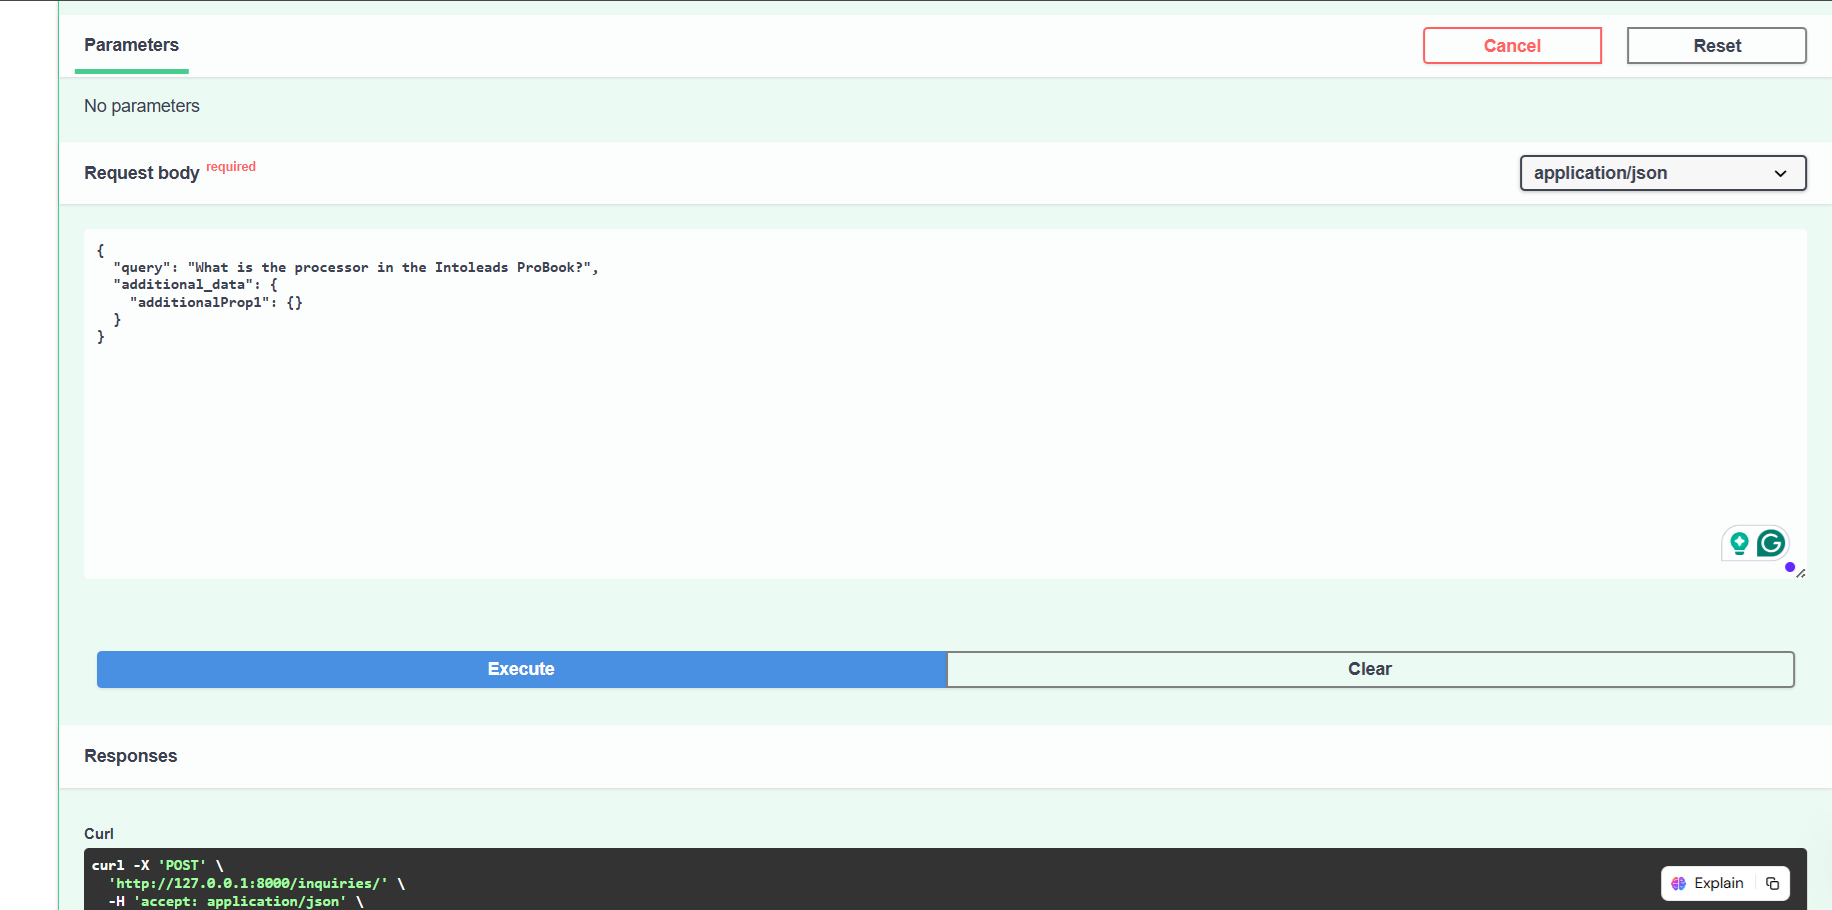 Parameters
Cancel
Reset
No parameters
Request body required
application/json
{
  "query": "What is the processor in the Intoleads ProBook?",
  "additional_data": {
    "additionalProp1": {}
  }
}
Execute
Clear
Responses
Curl
curl -X 'POST' \
  'http://127.0.0.1:8000/inquiries/' \
  -H 'accept: application/json' \
Explain